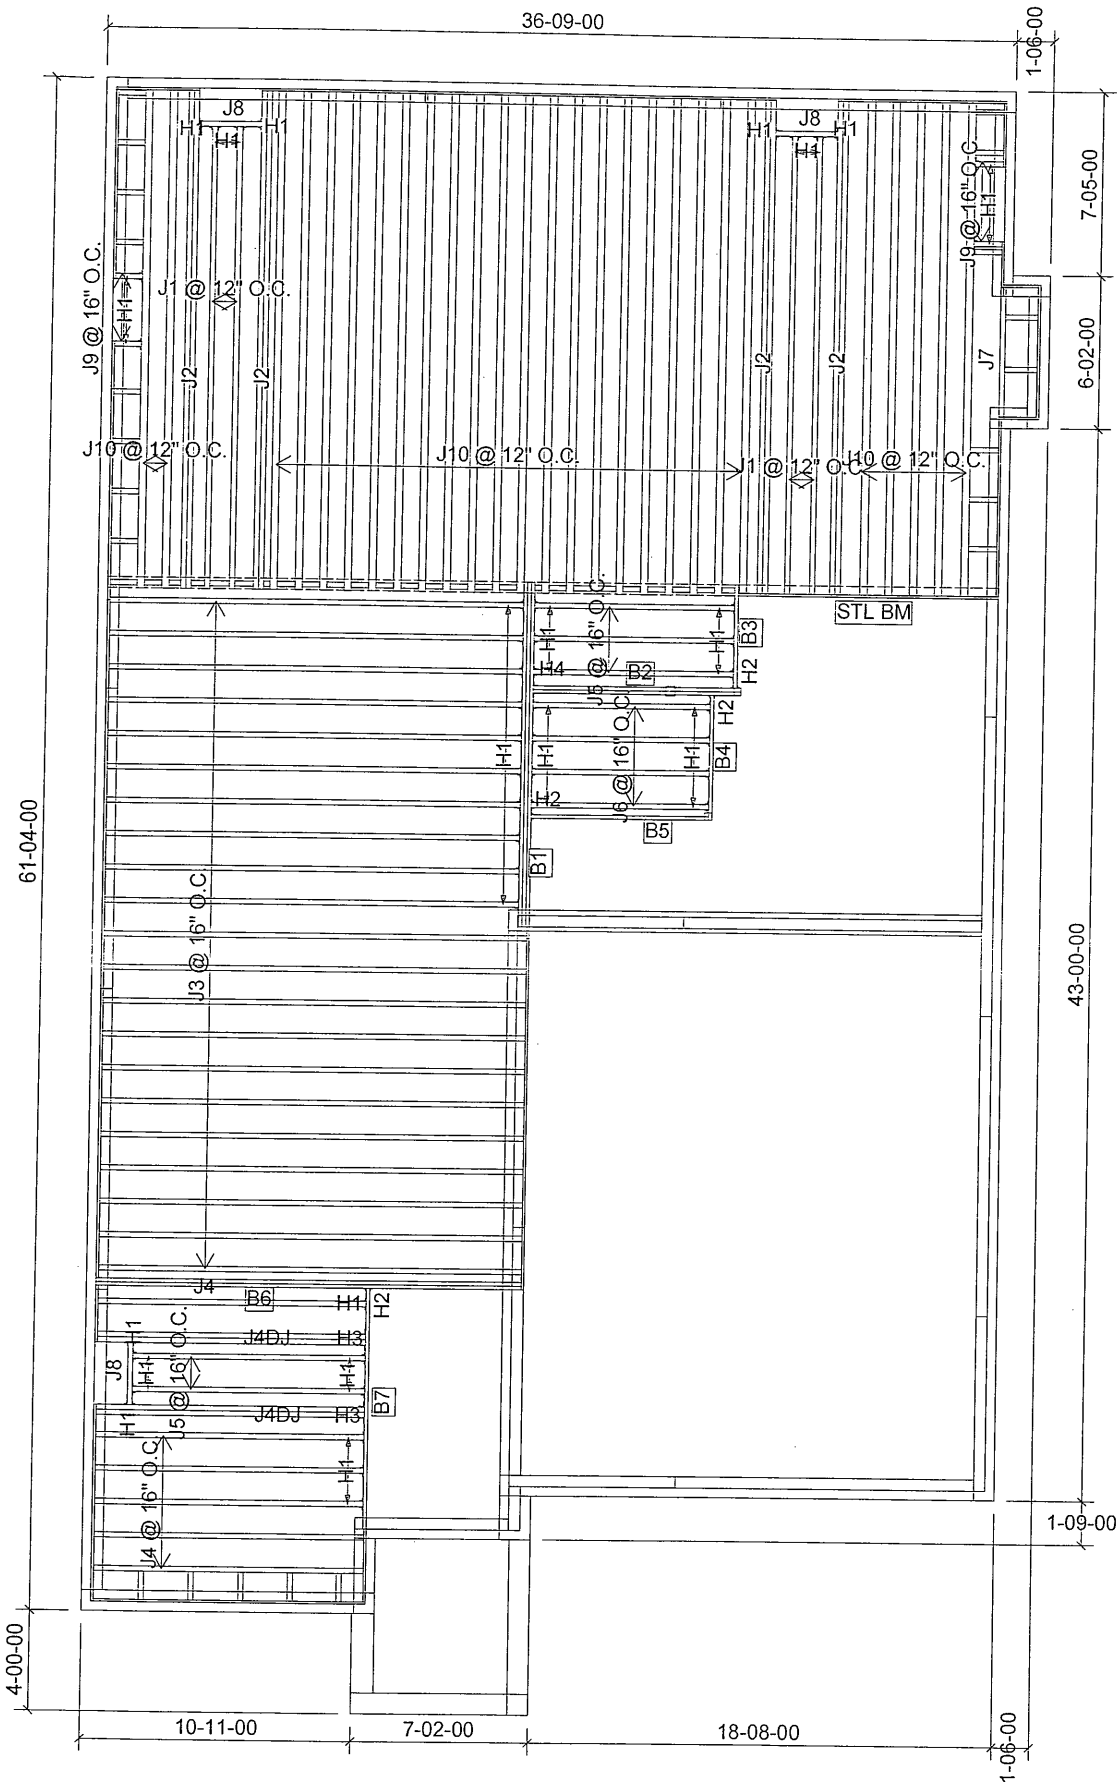 36-09-00
1-06-00
J8
H1
H1
H1
J8
H1
H1
H1
7-05-00
J9 @ 16" O.C.
H1
J9 @ 16" O.C.
H1
J1 @ 12" O.C.
J2
J2
J2
J2
J7
6-02-00
J10 @ 12" O.C.
J10 @ 12" O.C.
J1 @ 12" O.C.
J10 @ 12" O.C.
STL BM
H1
J5 @ 16" O.C.
H1
B3
H4
B2
H2
H2
H1
J6 @ 16" O.C.
H1
B4
H1
H2
B5
B1
61-04-00
J3 @ 16" O.C.
43-00-00
J4
B6
H1
H2
H1
J4DJ
H3
J8
H1
J5 @ 16" O.C.
H1
B7
H1
J4DJ
H3
J4 @ 16" O.C.
H1
1-09-00
4-00-00
10-11-00
7-02-00
18-08-00
1-06-00